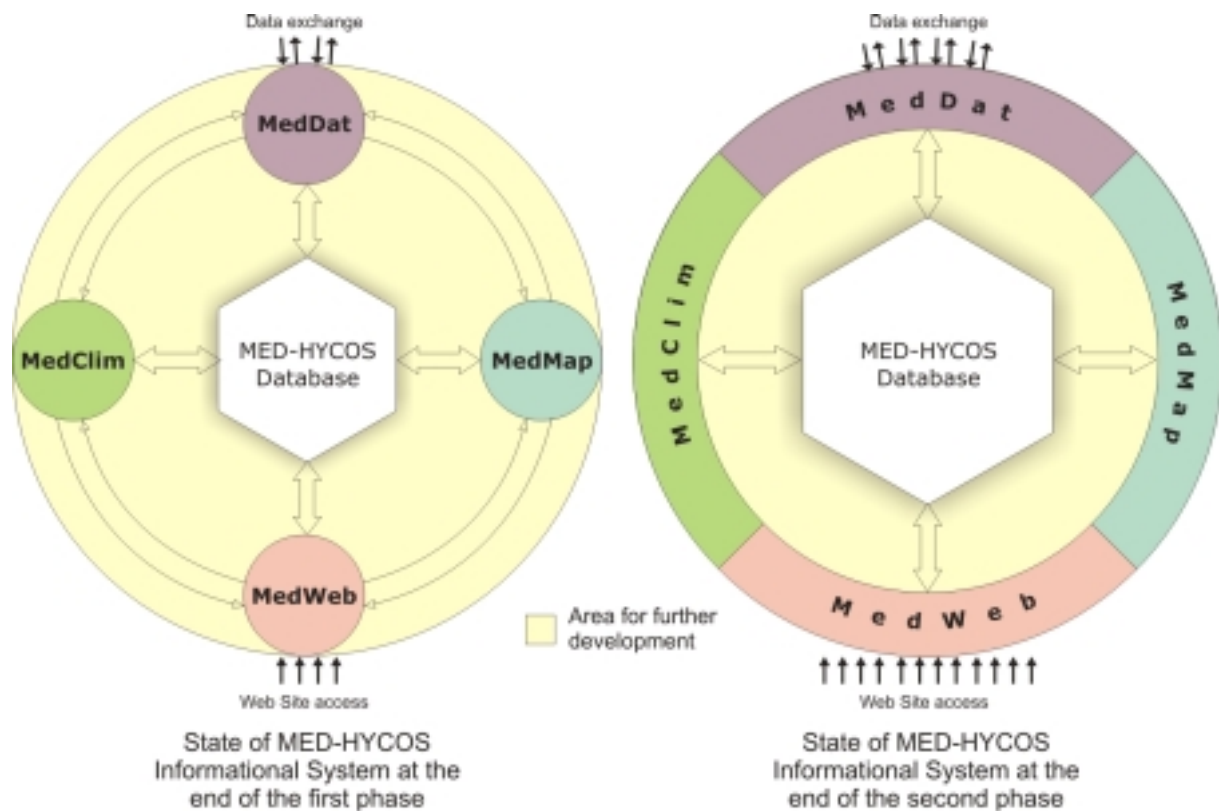 Data exchange
MedDat
MedClim
MED-HYCOS
Database
MedMap
MedWeb
Web Site access
State of MED-HYCOS
Informational System at the
end of the first phase
Area for further
development
Data exchange
MedDat
MedClim
MED-HYCOS
Database
MedMap
MedWeb
Web Site access
State of MED-HYCOS
Informational System at the
end of the second phase